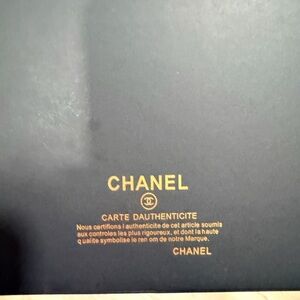 CHANEL
CARTE DAUTHENTICITE
Nous certifions l authenticite de cet article soumis
aux controles les plus rigoureux, et dont la haute
q ualite symbolise le ren om de notre Marque.
CHANEL